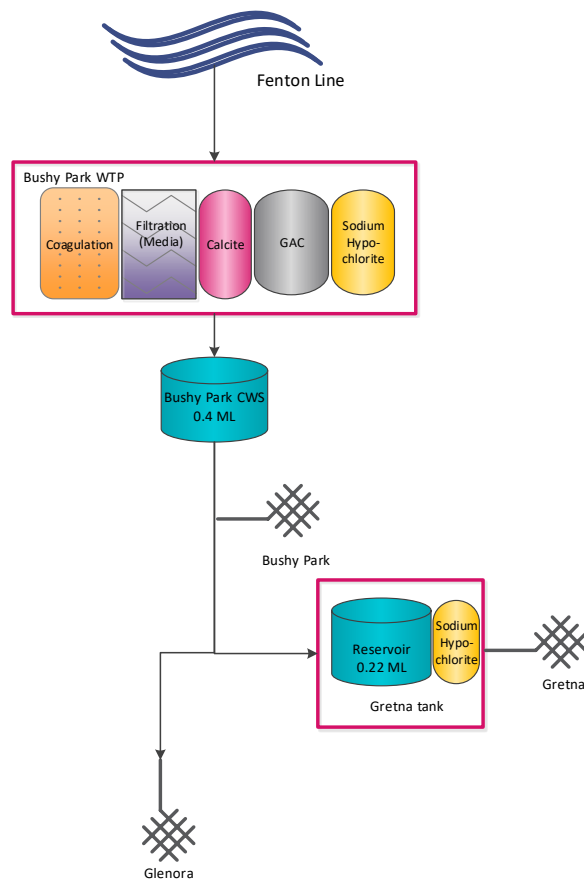 Fenton Line
Bushy Park WTP
Coagulation
Filtration
(Media)
Calcite
GAC
Sodium
Hypo-
chlorite
Bushy Park CWS
0.4 ML
Bushy Park
Reservoir
0.22 ML
Sodium
Hypo-
chlorite
Gretna tank
Gretna
Glenora